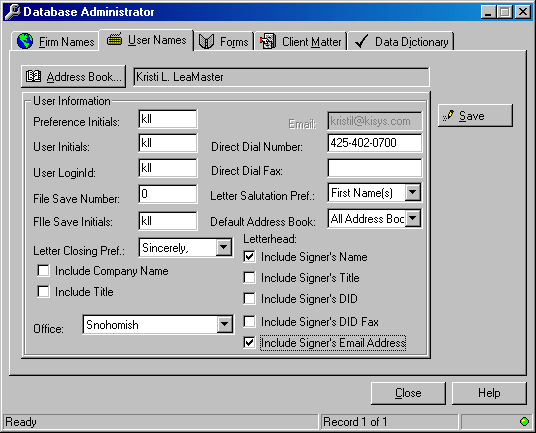 Database Administrator
Firm Names User Names Forms Client Matter Data Dictionary
Address Book... Kristi L. LeaMaster
User Information
Preference Initials: kll Email: kristil@kisys.com
Save
User Initials: kll Direct Dial Number: 425-402-0700
User LoginId: kll Direct Dial Fax:
File Save Number: 0 Letter Salutation Pref.: First Name(s)
FIle Save Initials: kll Default Address Book: All Address Boo
Letterhead:
Letter Closing Pref.: Sincerely, Include Signer's Name
Include Company Name Include Signer's Title
Include Title Include Signer's DID
Office: Snohomish Include Signer's DID Fax
Include Signer's Email Address
Close Help
Ready Record 1 of 1